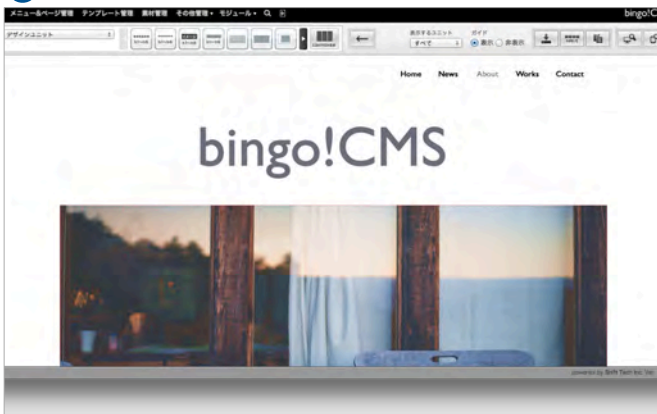 メニュー&ページ管理 テンプレート管理 素材管理 その他管理 モジュール bingo!C
デザインユニット
表示するユニット ガイド
すべて 表示 非表示
Home News About Works Contact
bingo!CMS
powered by Shift Tech Inc.